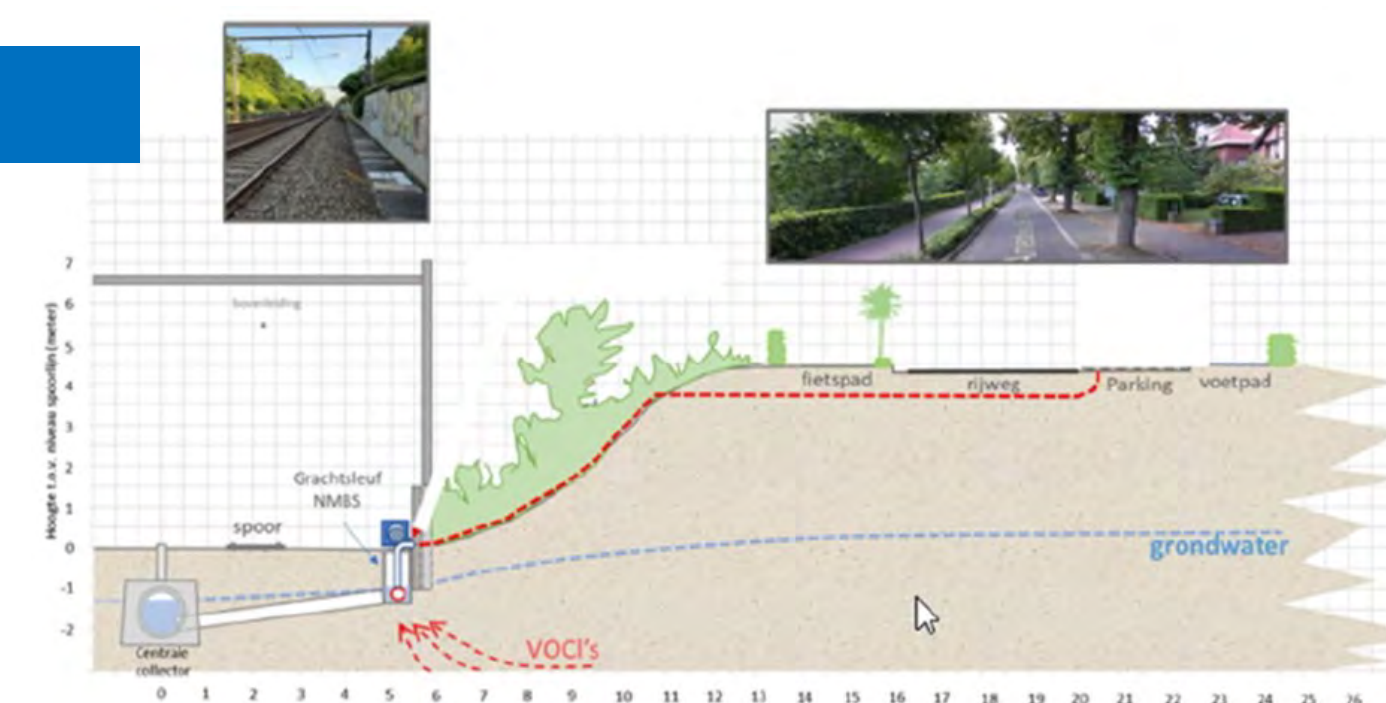 7
6
bovenleiding
5
fietspad
rijweg
Parking
voetpad
4
3
2
Grachtsleuf
NMBS
1
spoor
0
grondwater
-1
-2
VOCl's
Centrale
collector
Hoogte t.o.v. niveau spoorlijn (meter)
0 1 2 3 4 5 6 7 8 9 10 11 12 13 14 15 16 17 18 19 20 21 22 23 24 25 26